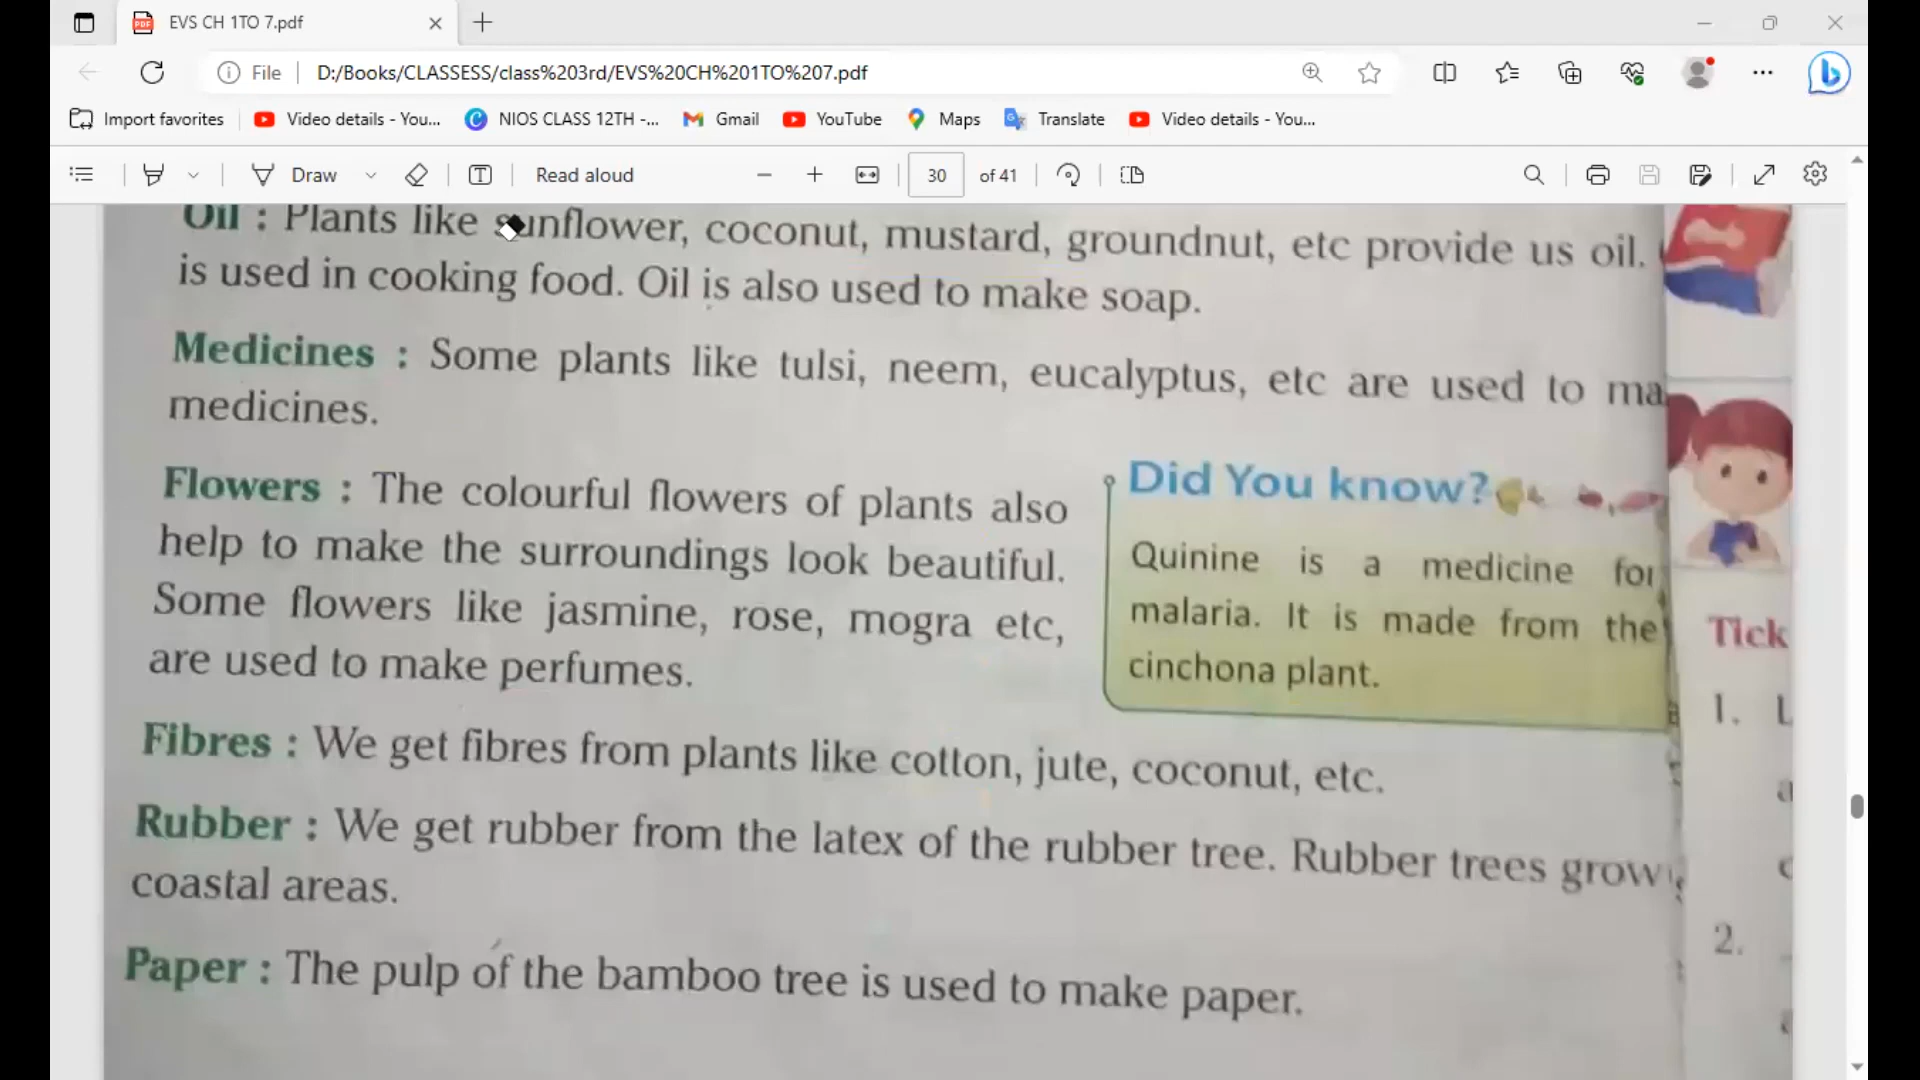 EVS CH 1TO 7.pdf
File D:/Books/CLASSESS/class%203rd/EVS%20CH%201TO%207.pdf
Import favorites Video details - You... NIOS CLASS 12TH -... Gmail YouTube Maps Translate Video details - You...
Draw Read aloud 30 of 41
Oil : Plants like sunflower, coconut, mustard, groundnut, etc provide us oil.
is used in cooking food. Oil is also used to make soap.
Medicines : Some plants like tulsi, neem, eucalyptus, etc are used to ma
medicines.
Flowers : The colourful flowers of plants also
help to make the surroundings look beautiful.
Some flowers like jasmine, rose, mogra etc,
are used to make perfumes.
Did You know?
Quinine is a medicine for
malaria. It is made from the
cinchona plant.
Fibres : We get fibres from plants like cotton, jute, coconut, etc.
Rubber : We get rubber from the latex of the rubber tree. Rubber trees grow
coastal areas.
Paper : The pulp of the bamboo tree is used to make paper.
Tick
1.
2.